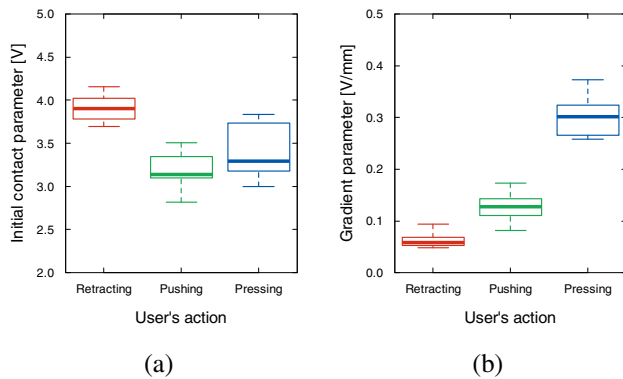 Initial contact parameter [V]
5.0
4.5
4.0
3.5
3.0
2.5
2.0
Retracting Pushing Pressing
User's action
(a)
Gradient parameter [V/mm]
0.5
0.4
0.3
0.2
0.1
0.0
Retracting Pushing Pressing
User's action
(b)